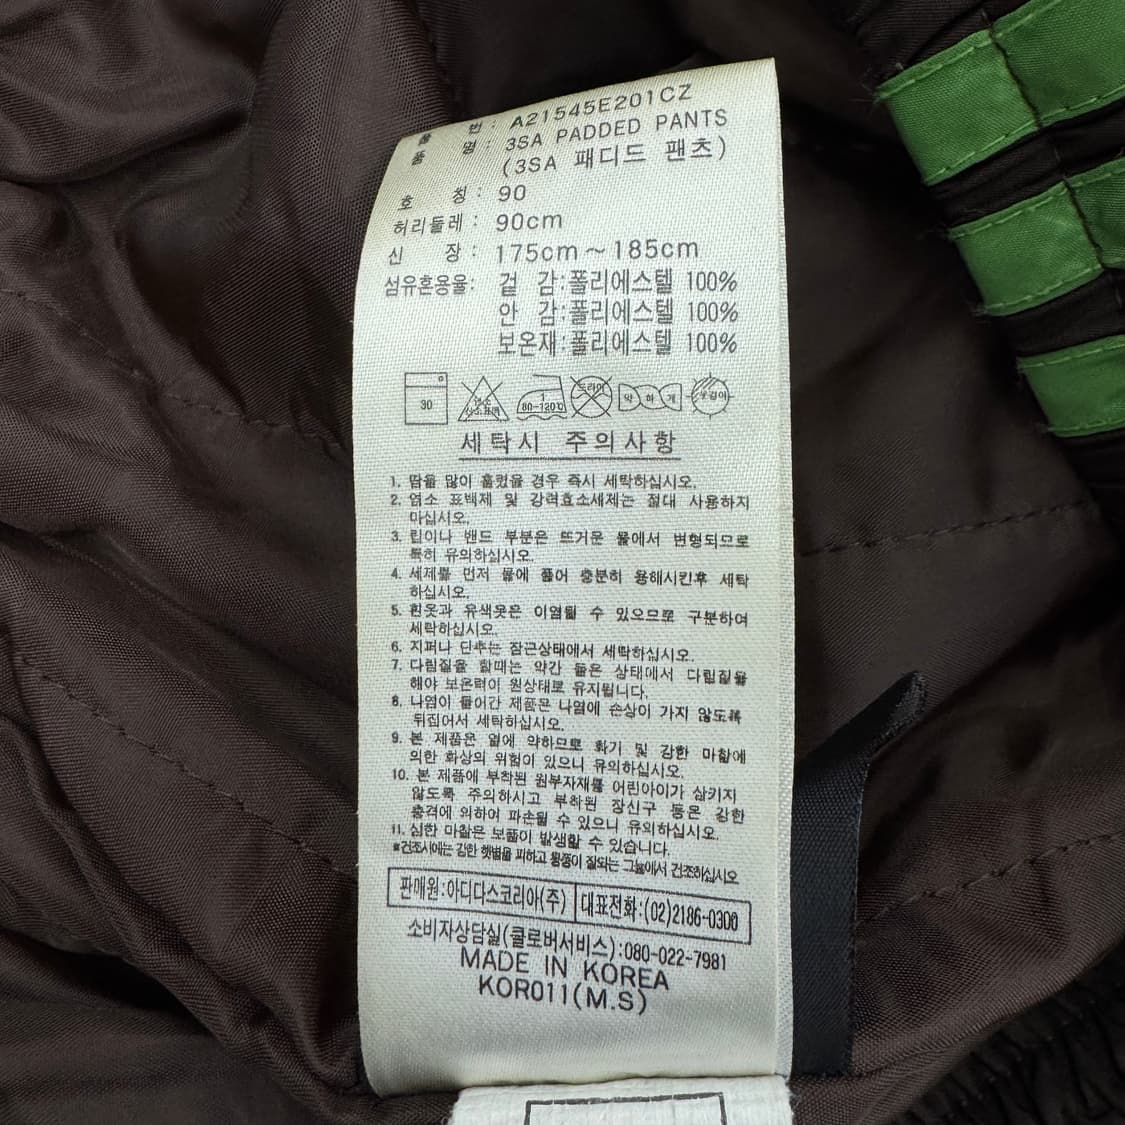 품 번: A21545E201CZ
품 명: 3SA PADDED PANTS
(3SA 패디드 팬츠)
호 칭: 90
허리둘레: 90cm
신 장: 175cm~185cm
섬유혼용율: 겉 감:폴리에스텔 100%
안 감:폴리에스텔 100%
보온재:폴리에스텔 100%
30 염소 산소표백 1 80-120℃ 드라이 약하게 옷걸이
세탁시 주의사항
1. 땀을 많이 흘렸을 경우 즉시 세탁하십시오.
2. 염소 표백제 및 강력효소세제는 절대 사용하지
마십시오.
3. 립이나 밴드 부분은 뜨거운 물에서 변형되므로
특히 유의하십시오.
4. 세제를 먼저 물에 풀어 충분히 용해시킨후 세탁
하십시오.
5. 흰옷과 유색옷은 이염될 수 있으므로 구분하여
세탁하십시오.
6. 지퍼나 단추는 잠근상태에서 세탁하십시오.
7. 다림질을 할때는 약간 둘은 상태에서 다림질을
해야 보온력이 원상태로 유지됩니다.
8. 나염이 들어간 제품은 나염에 손상이 가지 않도록
뒤집어서 세탁하십시오.
9. 본 제품은 열에 약하므로 화기 및 강한 마찰에
의한 화상의 위험이 있으니 유의하십시오.
10. 본 제품에 부착된 원부자재를 어린아이가 삼키지
않도록 주의하시고 부착된 장신구 등은 강한
충격에 의하여 파손될 수 있으니 유의하십시오.
11. 심한 마찰은 보풀이 발생할 수 있습니다.
*건조시에는 강한 햇볕을 피하고 통풍이 잘되는 그늘에서 건조하십시오
판매원:아디다스코리아(주) 대표전화:(02)2186-0300
소비자상담실(클로버서비스):080-022-7981
MADE IN KOREA
KOR011(M.S)